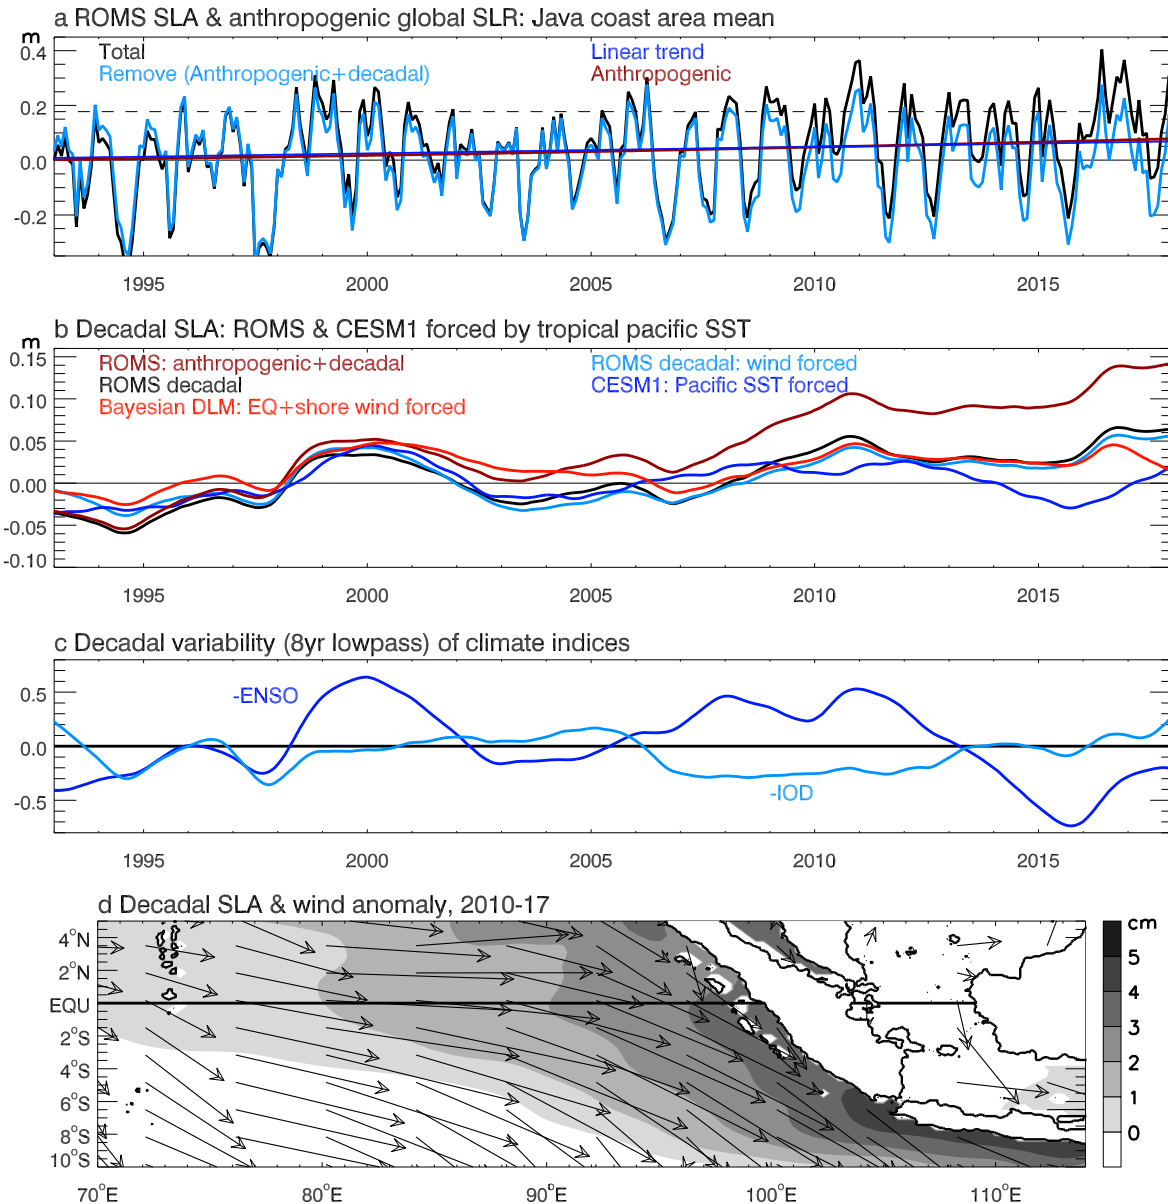 a ROMS SLA & anthropogenic global SLR: Java coast area mean
m
Total
Linear trend
Remove (Anthropogenic+decadal)
Anthropogenic
0.4
0.2
0.0
-0.2
1995 2000 2005 2010 2015
b Decadal SLA: ROMS & CESM1 forced by tropical pacific SST
m
ROMS: anthropogenic+decadal
ROMS decadal: wind forced
ROMS decadal
CESM1: Pacific SST forced
Bayesian DLM: EQ+shore wind forced
0.15
0.10
0.05
0.00
-0.05
-0.10
1995 2000 2005 2010 2015
c Decadal variability (8yr lowpass) of climate indices
-ENSO
-IOD
0.5
0.0
-0.5
1995 2000 2005 2010 2015
d Decadal SLA & wind anomaly, 2010-17
4°N
2°N
EQU
2°S
4°S
6°S
8°S
10°S
70°E 80°E 90°E 100°E 110°E
cm
5
4
3
2
1
0